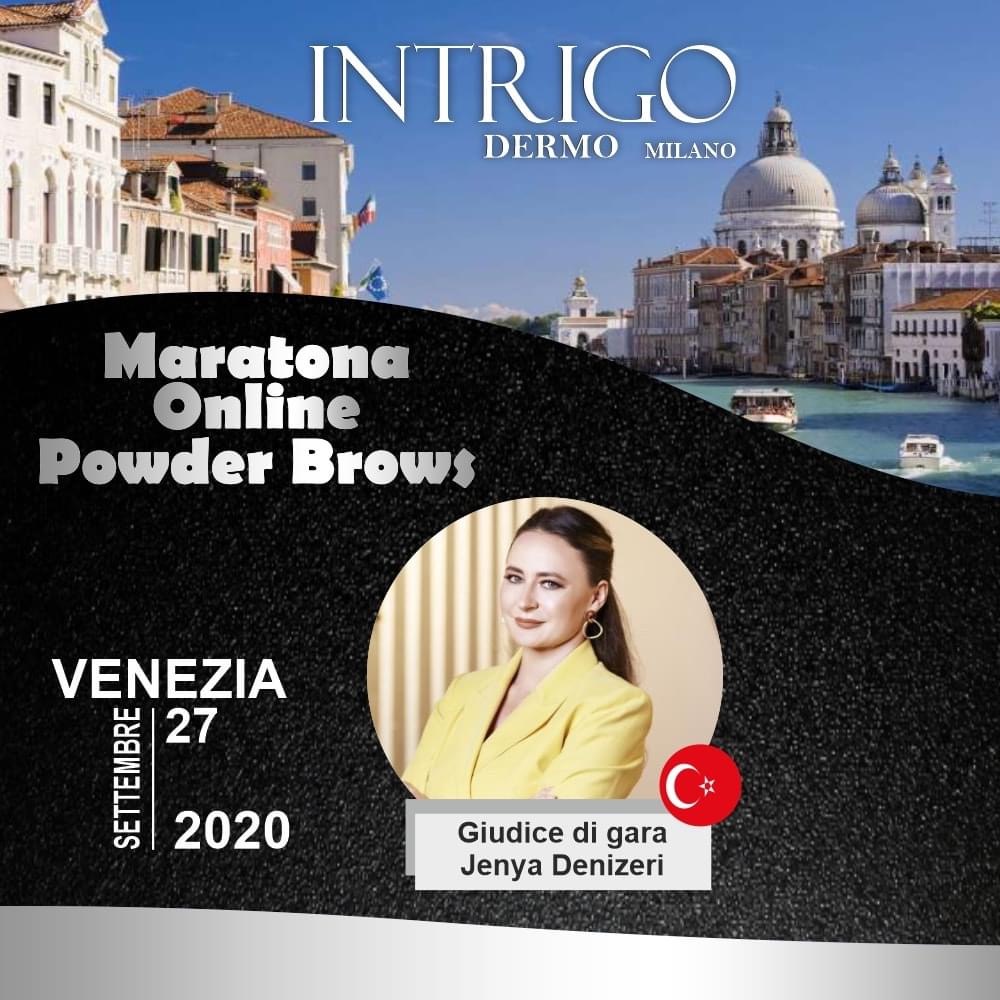 INTRIGO
DERMO MILANO
Maratona
Online
Powder Brows
VENEZIA
SETTEMBRE
27
2020
Giudice di gara
Jenya Denizeri